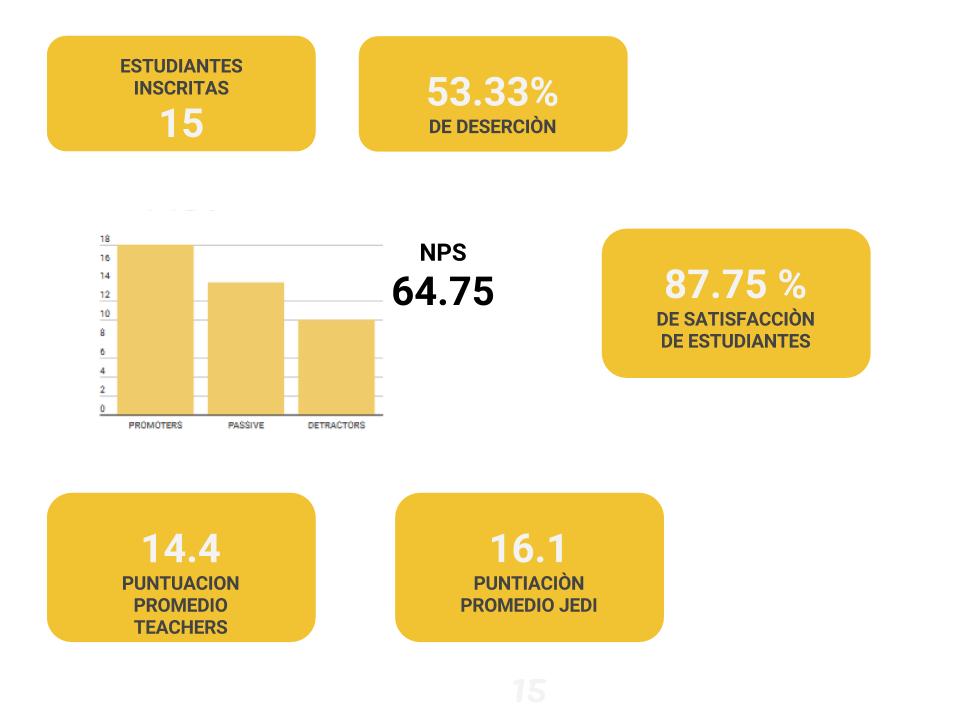 ESTUDIANTES
INSCRITAS
15
53.33%
DE DESERCIÒN
18
16
14
12
10
8
6
4
2
0
PROMOTERS
PASSIVE
DETRACTORS
NPS
64.75
87.75 %
DE SATISFACCIÒN
DE ESTUDIANTES
14.4
PUNTUACION
PROMEDIO
TEACHERS
16.1
PUNTIACIÒN
PROMEDIO JEDI
15